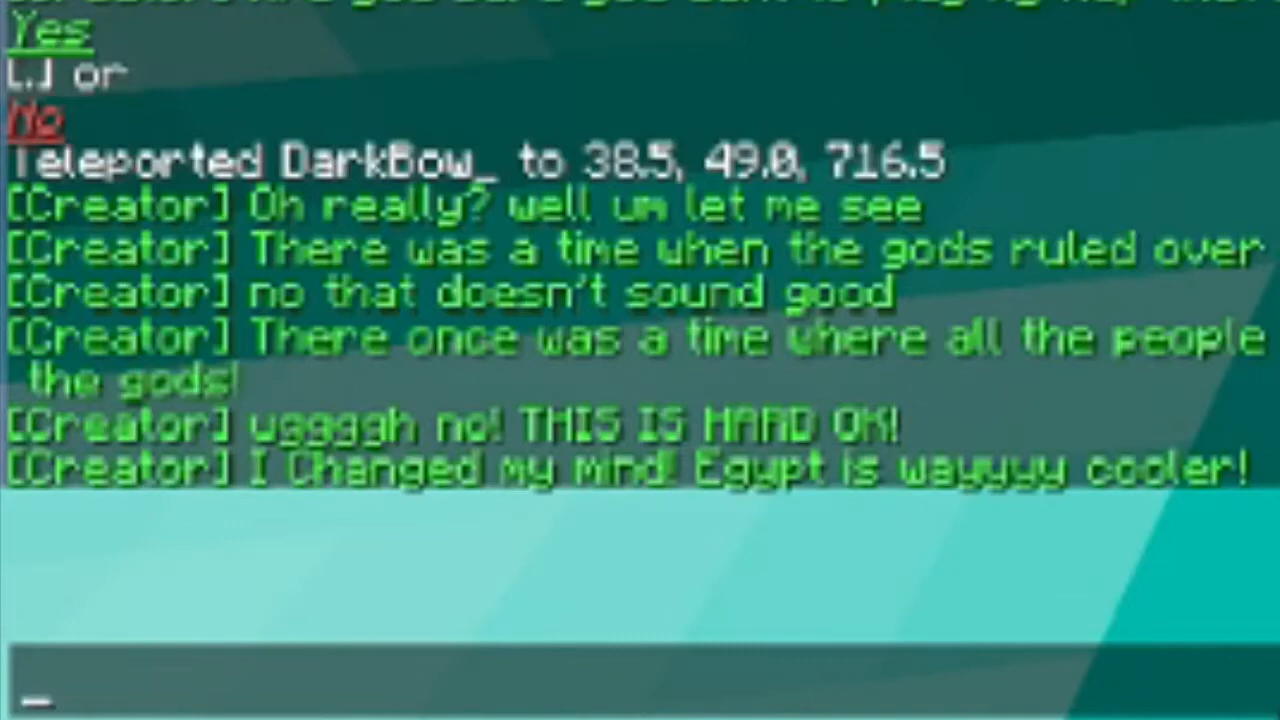 Yes
[.] or
No
Teleported DarkBow_ to 38.5, 49.0, 716.5
[Creator] Oh really? well um let me see
[Creator] There was a time when the gods ruled over
[Creator] no that doesn't sound good
[Creator] There once was a time where all the people
the gods!
[Creator] uggggh no! THIS IS HARD OK!
[Creator] I Changed my mind! Egypt is wayyyy cooler!
_